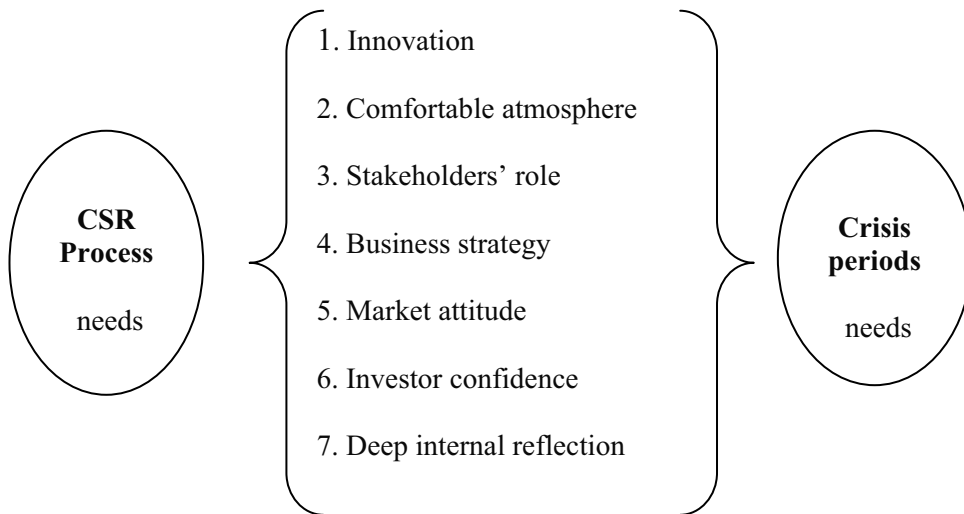 CSR
Process
needs
1. Innovation
2. Comfortable atmosphere
3. Stakeholders’ role
4. Business strategy
5. Market attitude
6. Investor confidence
7. Deep internal reflection
Crisis
periods
needs